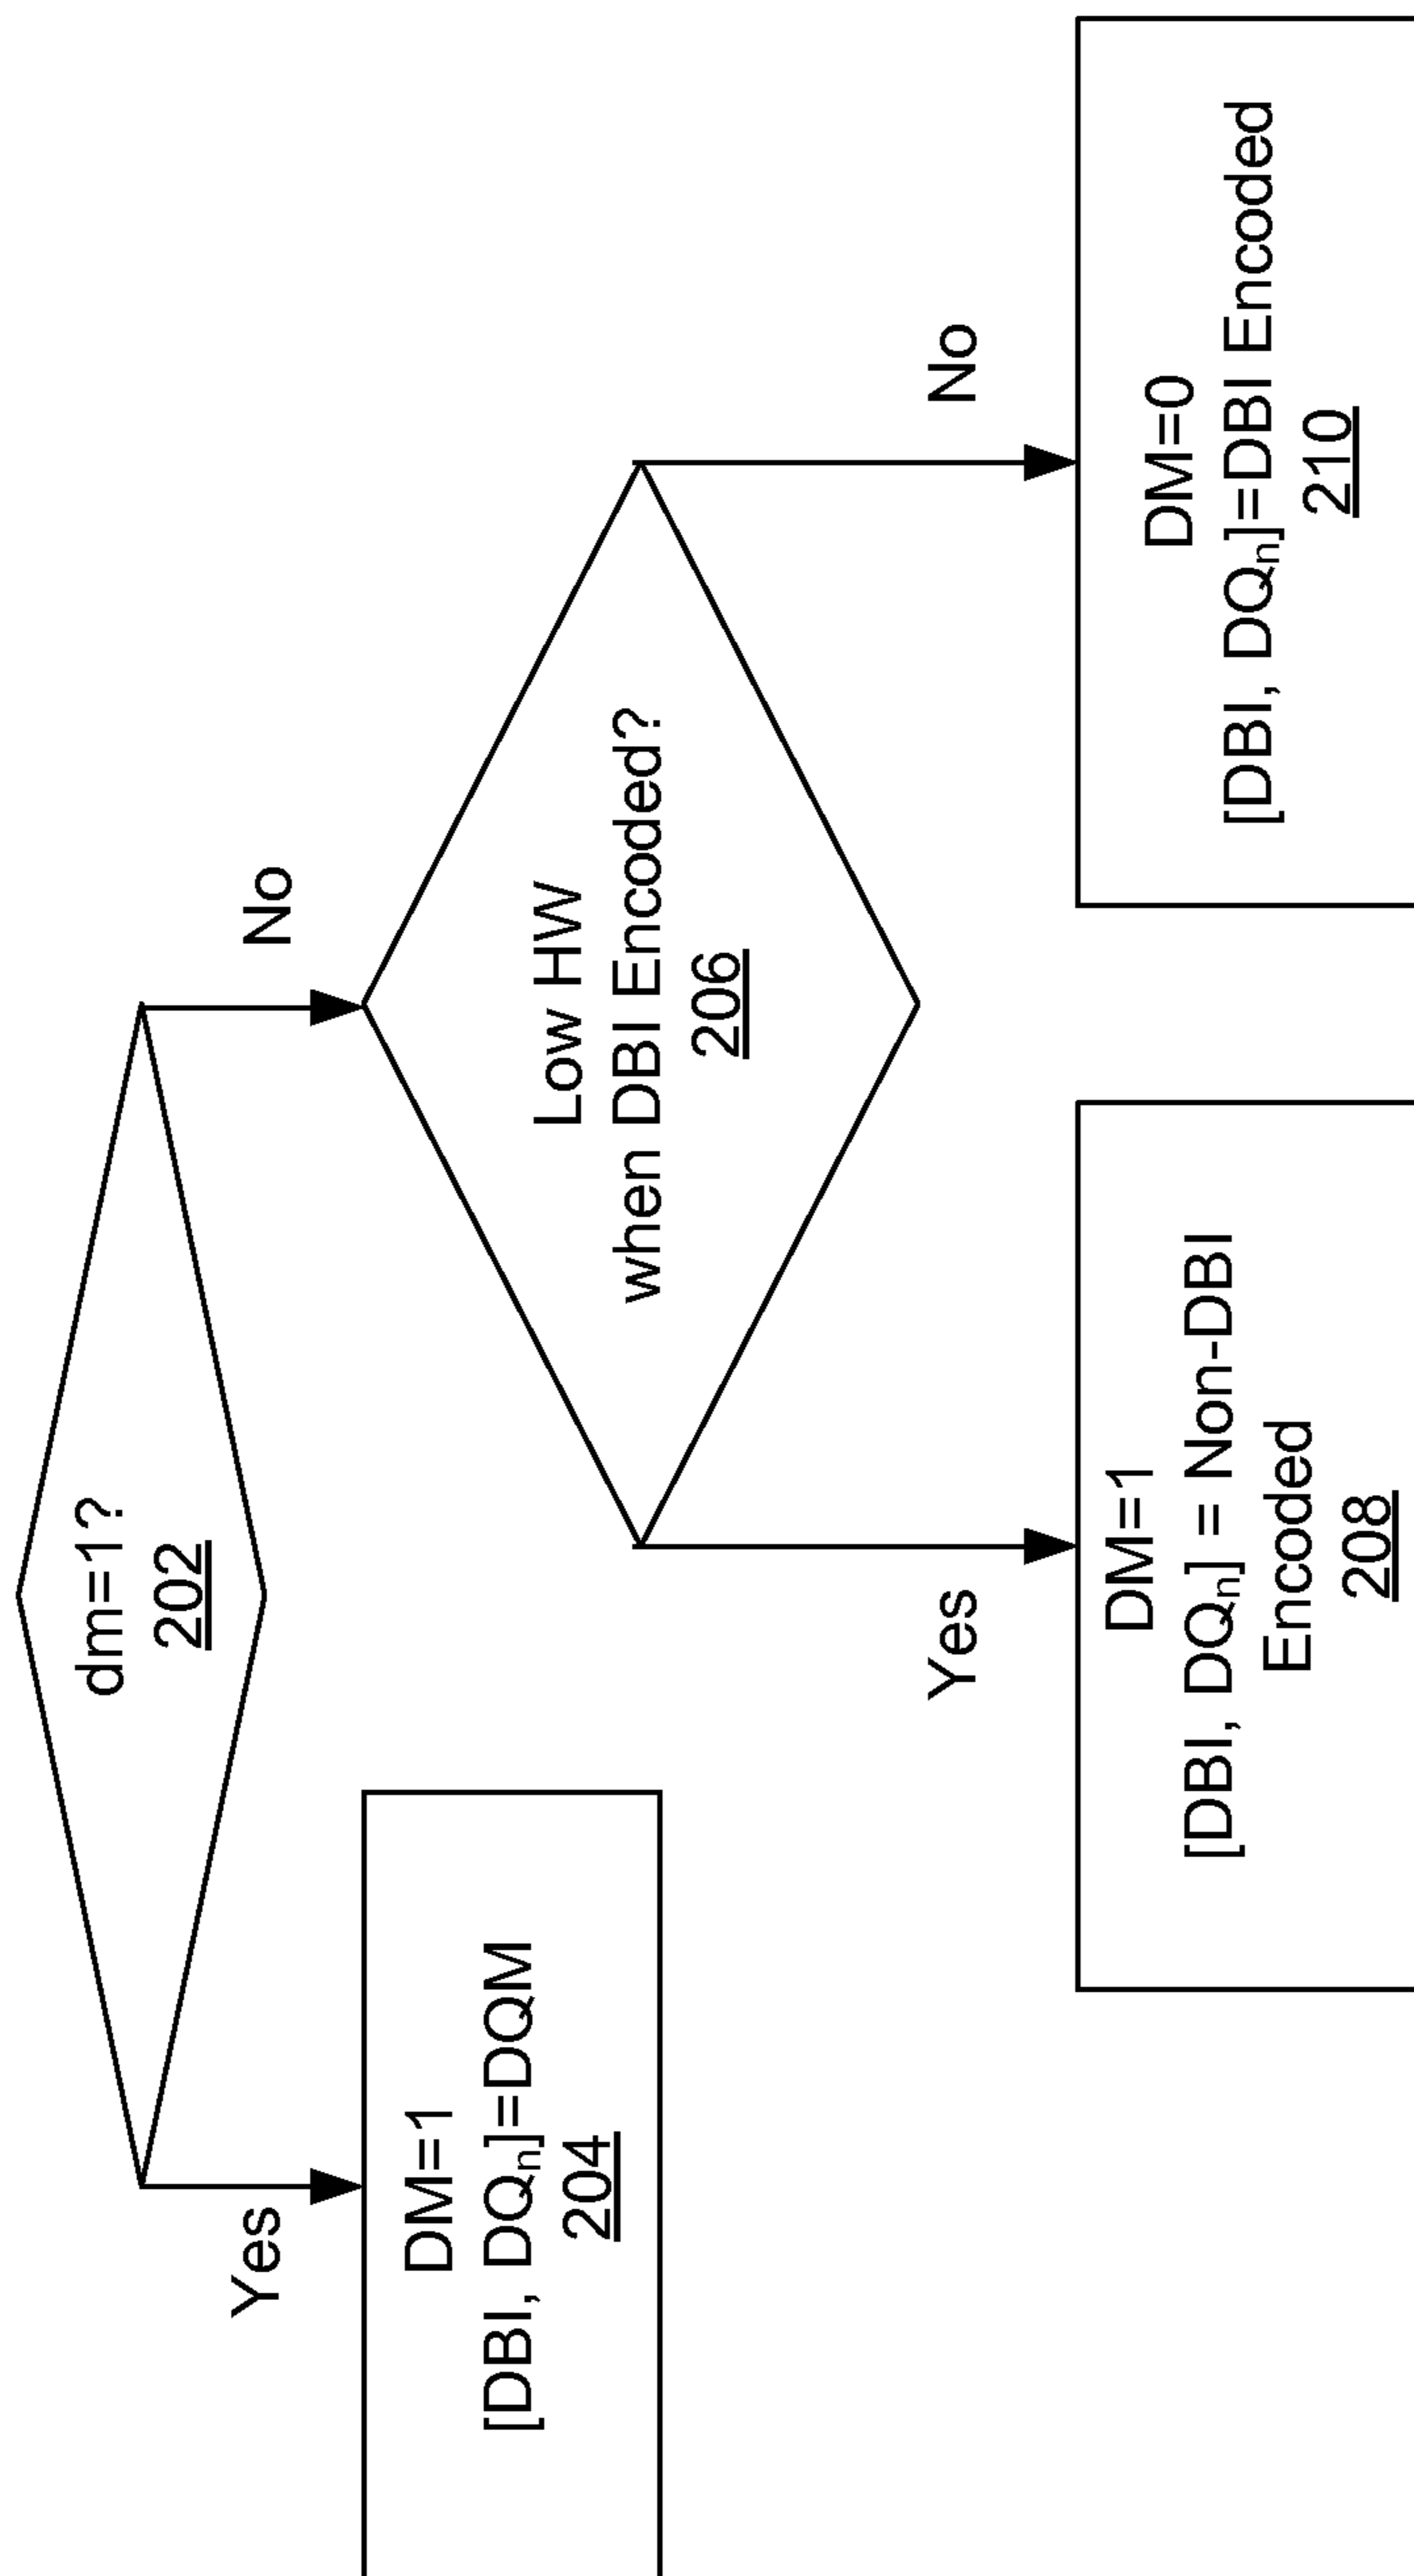 dm=1?
202
Yes
No
DM=1
[DBI, DQn]=DQM
204
Low HW
when DBI Encoded?
206
Yes
No
DM=1
[DBI, DQn] = Non-DBI
Encoded
208
DM=0
[DBI, DQn]=DBI Encoded
210